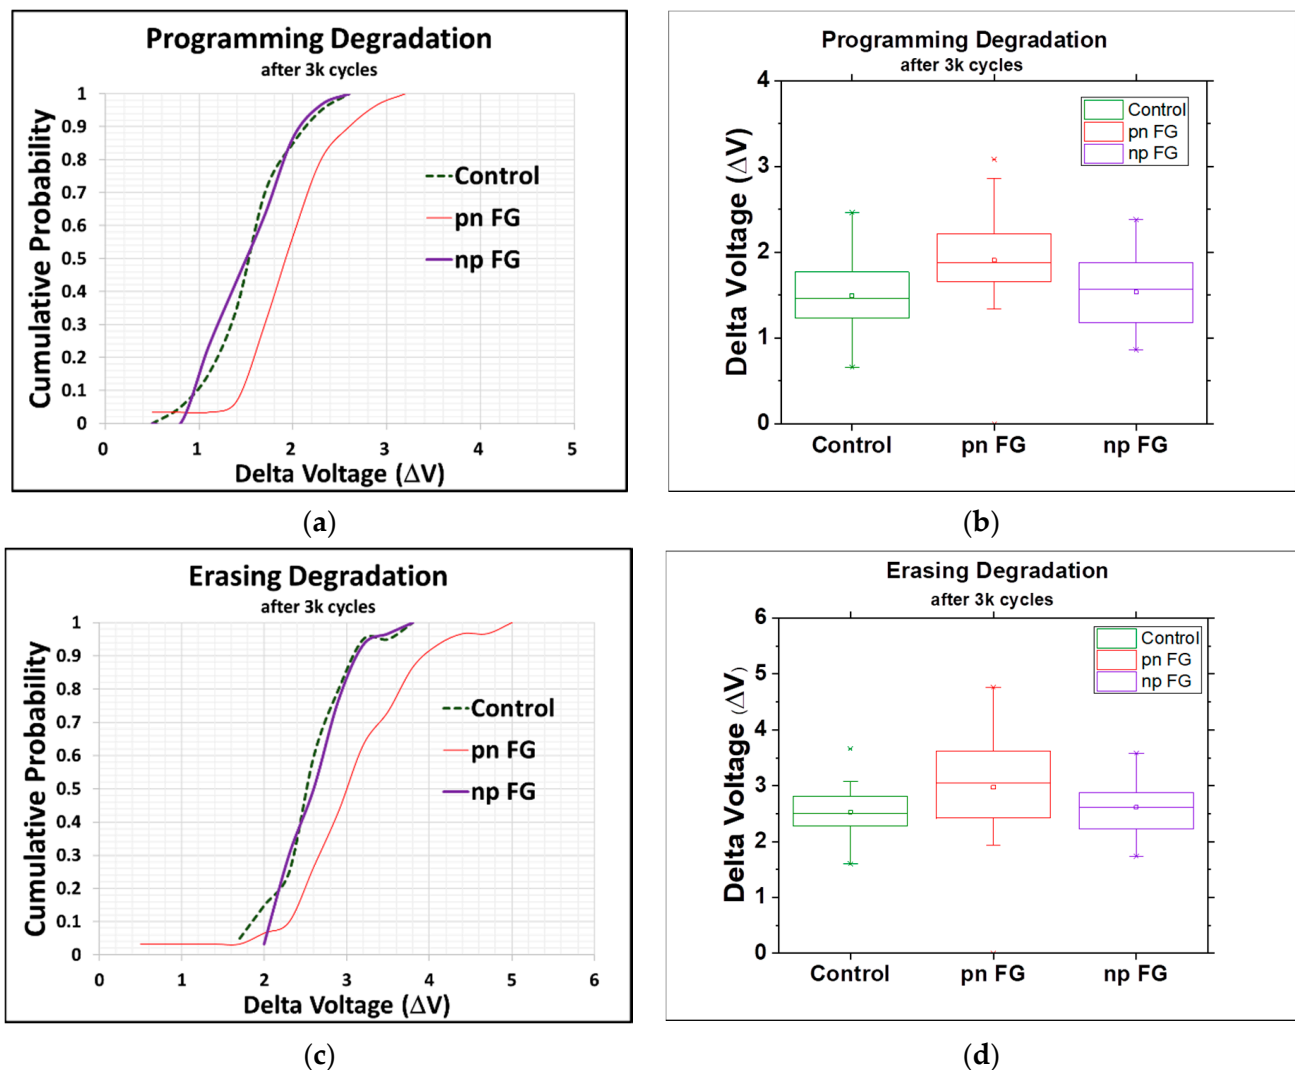 Programming Degradation
after 3k cycles
Cumulative Probability
1
0.9
0.8
0.7
0.6
0.5
0.4
0.3
0.2
0.1
0
Control
pn FG
np FG
0 1 2 3 4 5
Delta Voltage (ΔV)
(a)
Programming Degradation
after 3k cycles
Delta Voltage (ΔV)
4
3
2
1
0
Control
pn FG
np FG
Control pn FG np FG
(b)
Erasing Degradation
after 3k cycles
Cumulative Probability
1
0.9
0.8
0.7
0.6
0.5
0.4
0.3
0.2
0.1
0
Control
pn FG
np FG
0 1 2 3 4 5 6
Delta Voltage (ΔV)
(c)
Erasing Degradation
after 3k cycles
Delta Voltage (ΔV)
6
5
4
3
2
1
0
Control
pn FG
np FG
Control pn FG np FG
(d)